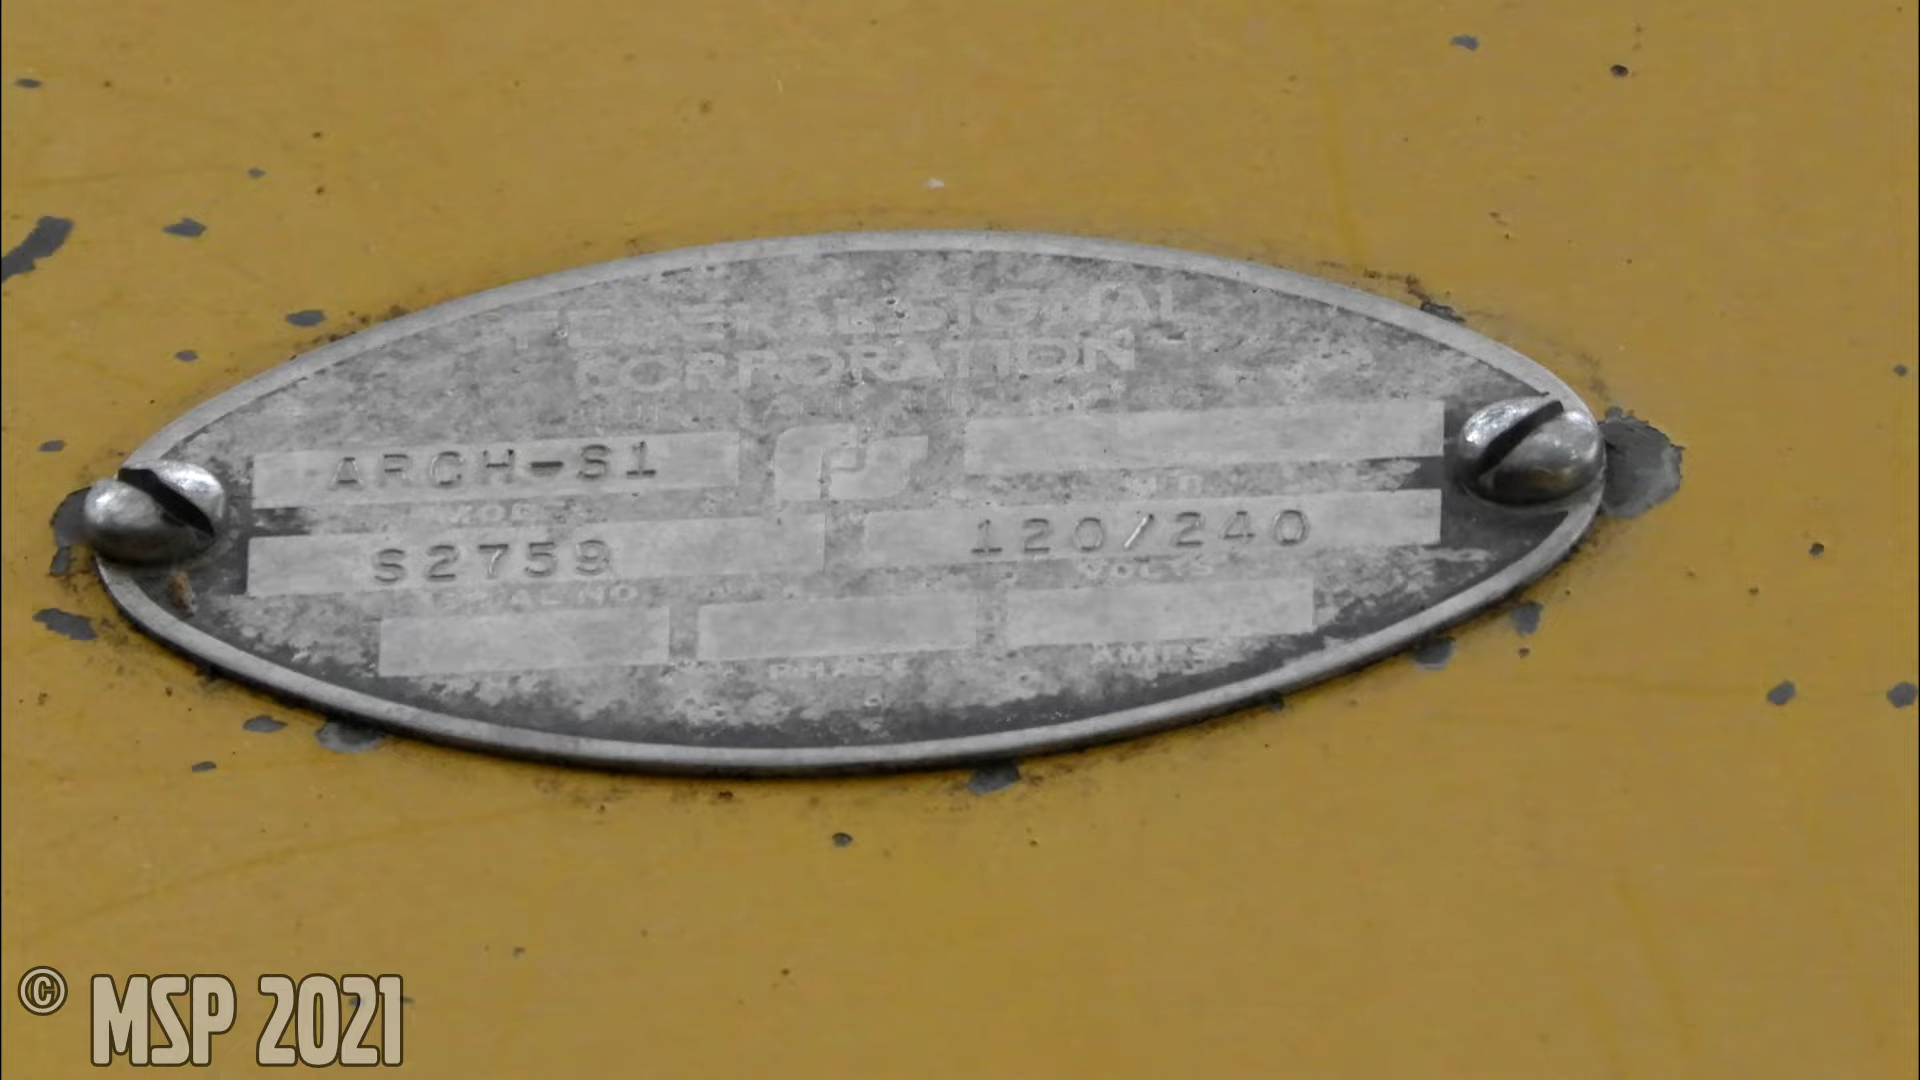 FEDERAL SIGNAL
CORPORATION
ARCH-S1
MODEL
S2759
120/240
SERIAL NO.
VOLTS
PHASE
AMPS
© MSP 2021